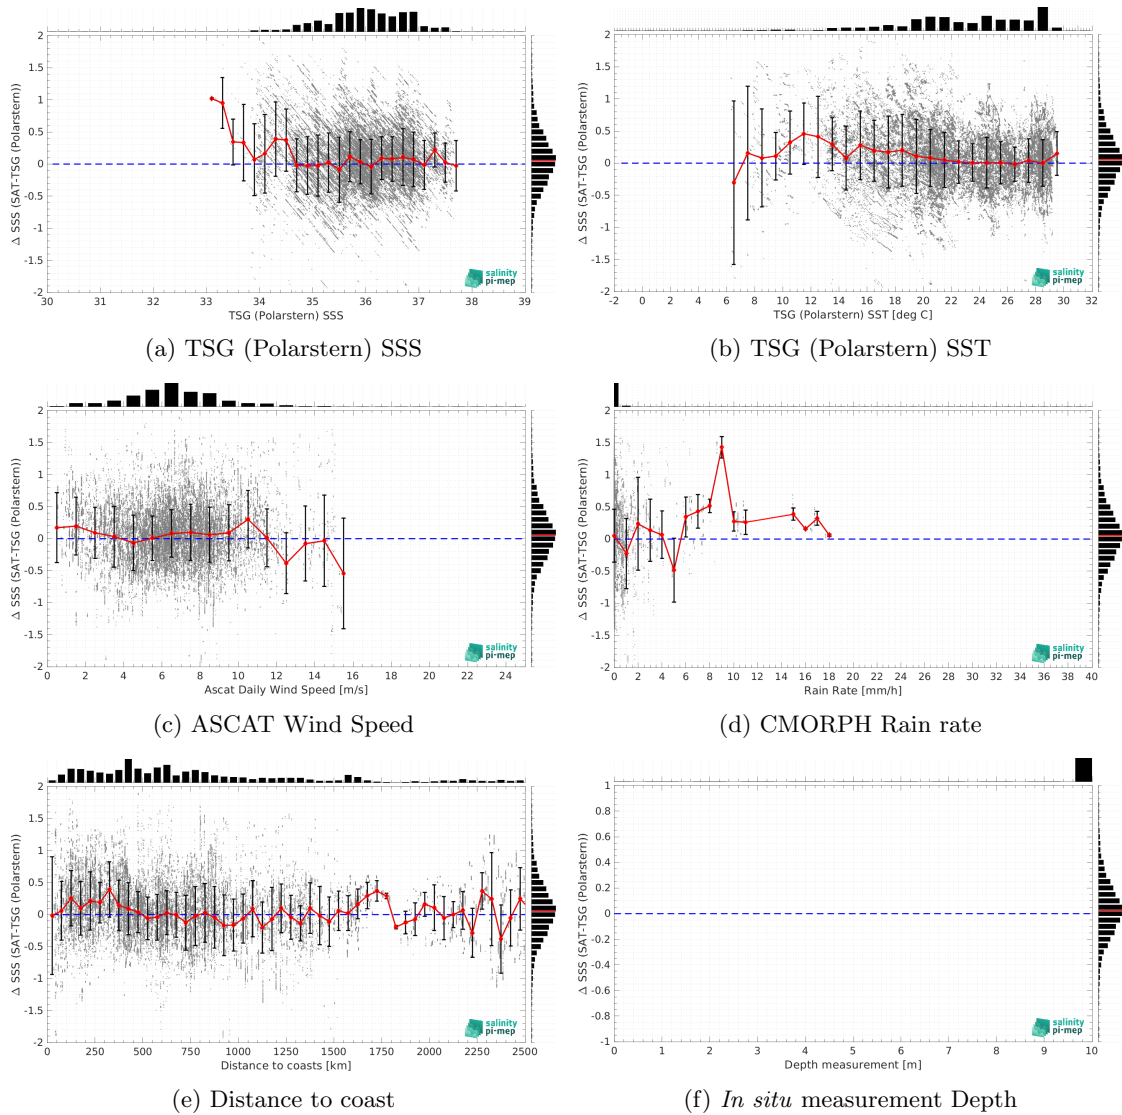 2
1.5
1
0.5
0
-0.5
-1
-1.5
-2
Δ SSS (SAT-TSG (Polarstern))
30 31 32 33 34 35 36 37 38 39
TSG (Polarstern) SSS
salinity
pi-mep
(a) TSG (Polarstern) SSS
2
1.5
1
0.5
0
-0.5
-1
-1.5
-2
Δ SSS (SAT-TSG (Polarstern))
-2 0 2 4 6 8 10 12 14 16 18 20 22 24 26 28 30 32
TSG (Polarstern) SST [deg C]
salinity
pi-mep
(b) TSG (Polarstern) SST
2
1.5
1
0.5
0
-0.5
-1
-1.5
-2
Δ SSS (SAT-TSG (Polarstern))
0 2 4 6 8 10 12 14 16 18 20 22 24
Ascat Daily Wind Speed [m/s]
salinity
pi-mep
(c) ASCAT Wind Speed
2
1.5
1
0.5
0
-0.5
-1
-1.5
-2
Δ SSS (SAT-TSG (Polarstern))
0 2 4 6 8 10 12 14 16 18 20 22 24 26 28 30 32 34 36 38 40
Rain Rate [mm/h]
salinity
pi-mep
(d) CMORPH Rain rate
2
1.5
1
0.5
0
-0.5
-1
-1.5
-2
Δ SSS (SAT-TSG (Polarstern))
0 250 500 750 1000 1250 1500 1750 2000 2250 2500
Distance to coasts [km]
salinity
pi-mep
(e) Distance to coast
1
0.8
0.6
0.4
0.2
0
-0.2
-0.4
-0.6
-0.8
-1
Δ SSS (SAT-TSG (Polarstern))
0 1 2 3 4 5 6 7 8 9 10
Depth measurement [m]
salinity
pi-mep
(f) In situ measurement Depth